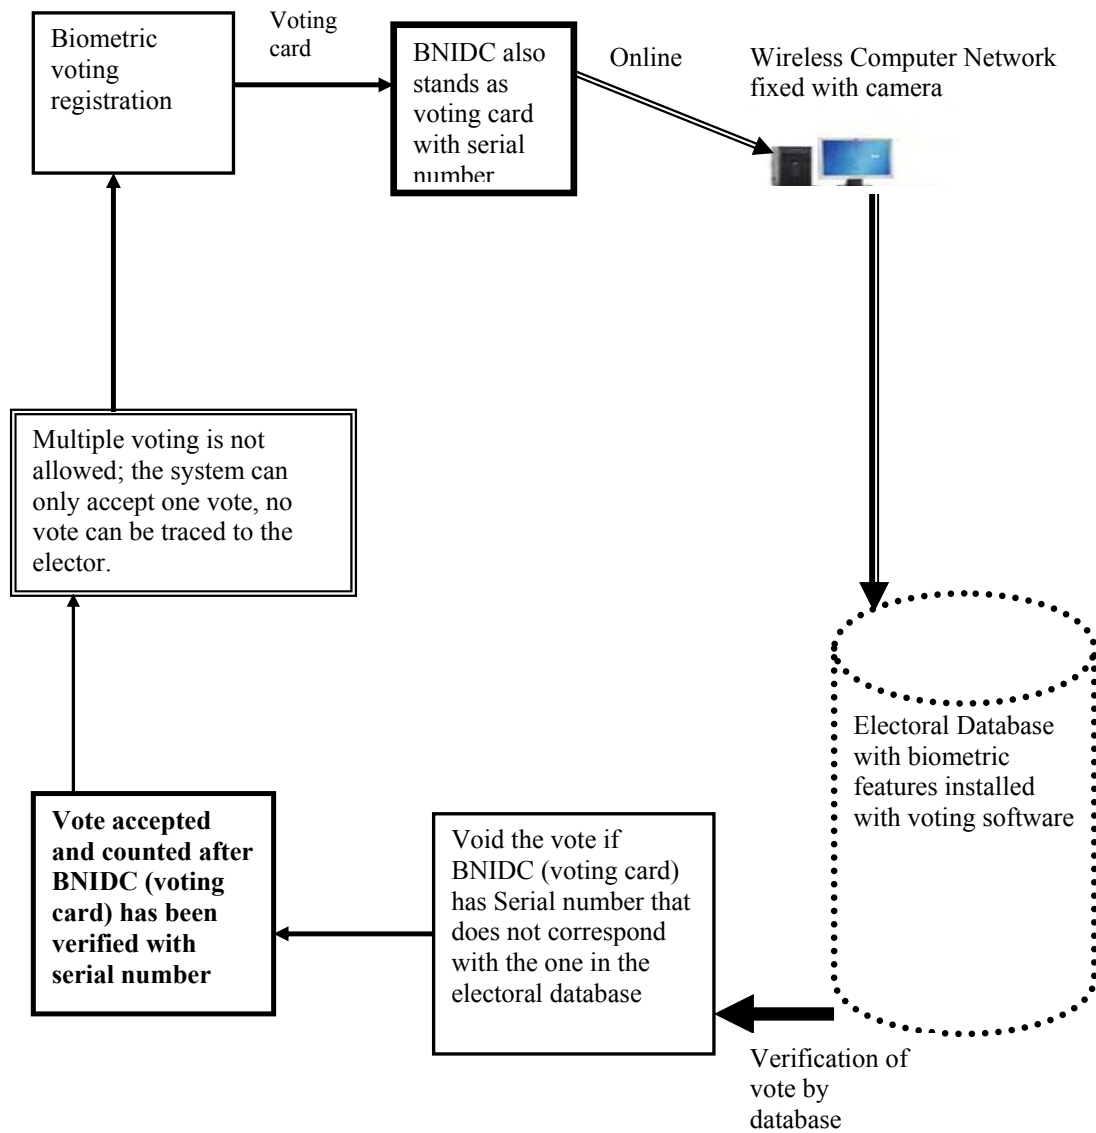 Biometric
voting
registration
Voting
card
BNIDC also
stands as
voting card
with serial
number
Online
Wireless Computer Network
fixed with camera
Multiple voting is not
allowed; the system can
only accept one vote, no
vote can be traced to the
elector.
Electoral Database
with biometric
features installed
with voting software
Vote accepted
and counted after
BNIDC (voting
card) has been
verified with
serial number
Void the vote if
BNIDC (voting card)
has Serial number that
does not correspond
with the one in the
electoral database
Verification of
vote by
database